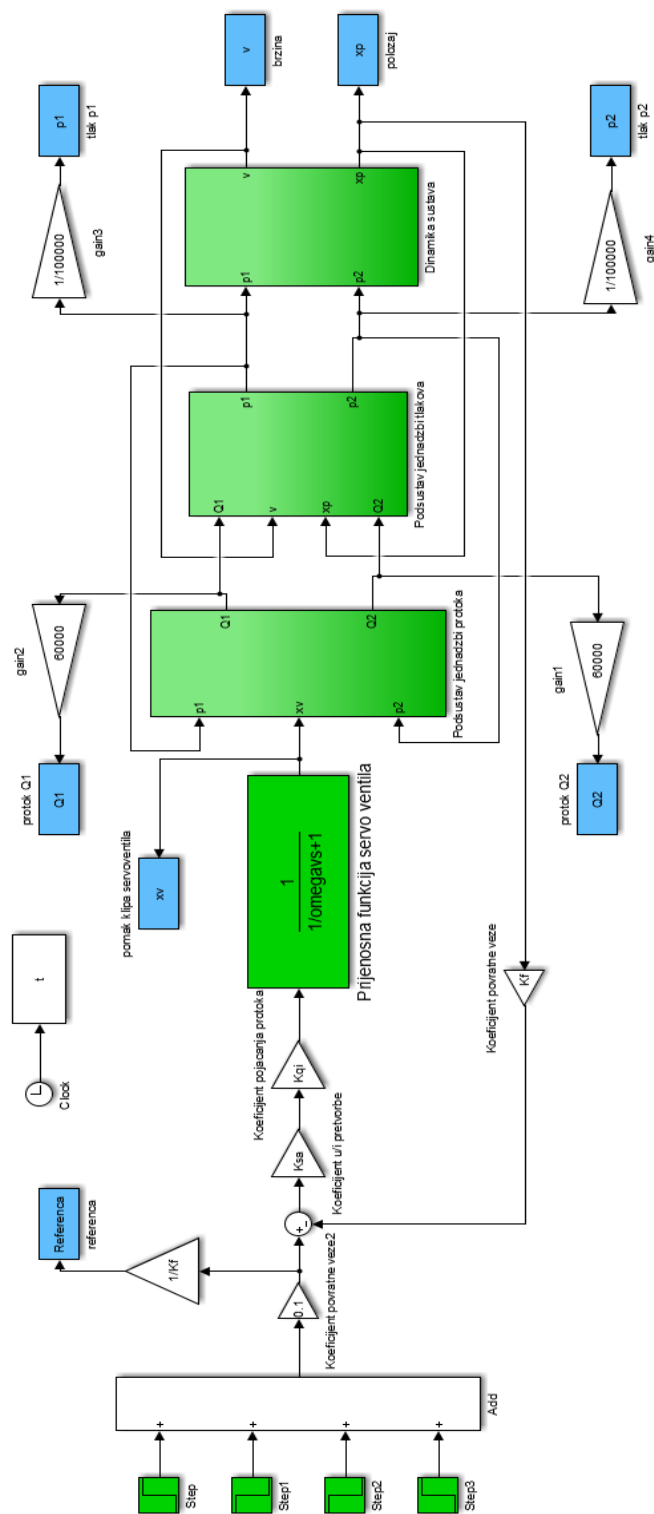 Step
Step1
Step2
Step3
+
+
+
+
Add
0.1
Koeficijent povratne veze2
1/Kf
Referenca
referenca
+
-
Ksa
Koeficijent u/i pretvorbe
Kqi
Koeficijent pojacanja protoka
Clock
t
1
1/omegavs+1
Prijenosna funkcija servo ventila
pomak klipa servoventila
xv
p1
xv
p2
Q1
Q2
Podsustav jednadzbi protoka
protok Q1
Q1
gain2
60000
protok Q2
Q2
gain1
60000
Q1
v
xp
Q2
p1
p2
Podsustav jednadzbi tlakova
p1
p2
v
xp
Dinamika sustava
gain3
1/100000
p1
tlak p1
v
brzina
xp
polozaj
gain4
1/100000
p2
tlak p2
Koeficijent povratne veze
Kf